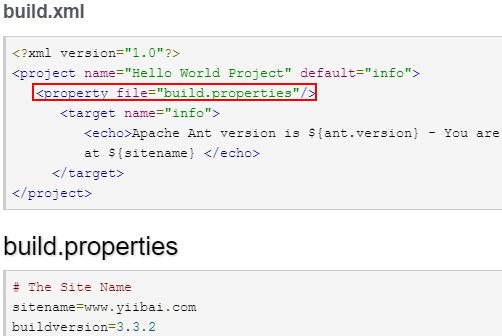 build.xml
<?xml version="1.0"?>
<project name="Hello World Project" default="info">
<property file="build.properties"/>
<target name="info">
<echo>Apache Ant version is ${ant.version} - You are
at ${sitename} </echo>
</target>
</project>
build.properties
# The Site Name
sitename=www.yiibai.com
buildversion=3.3.2